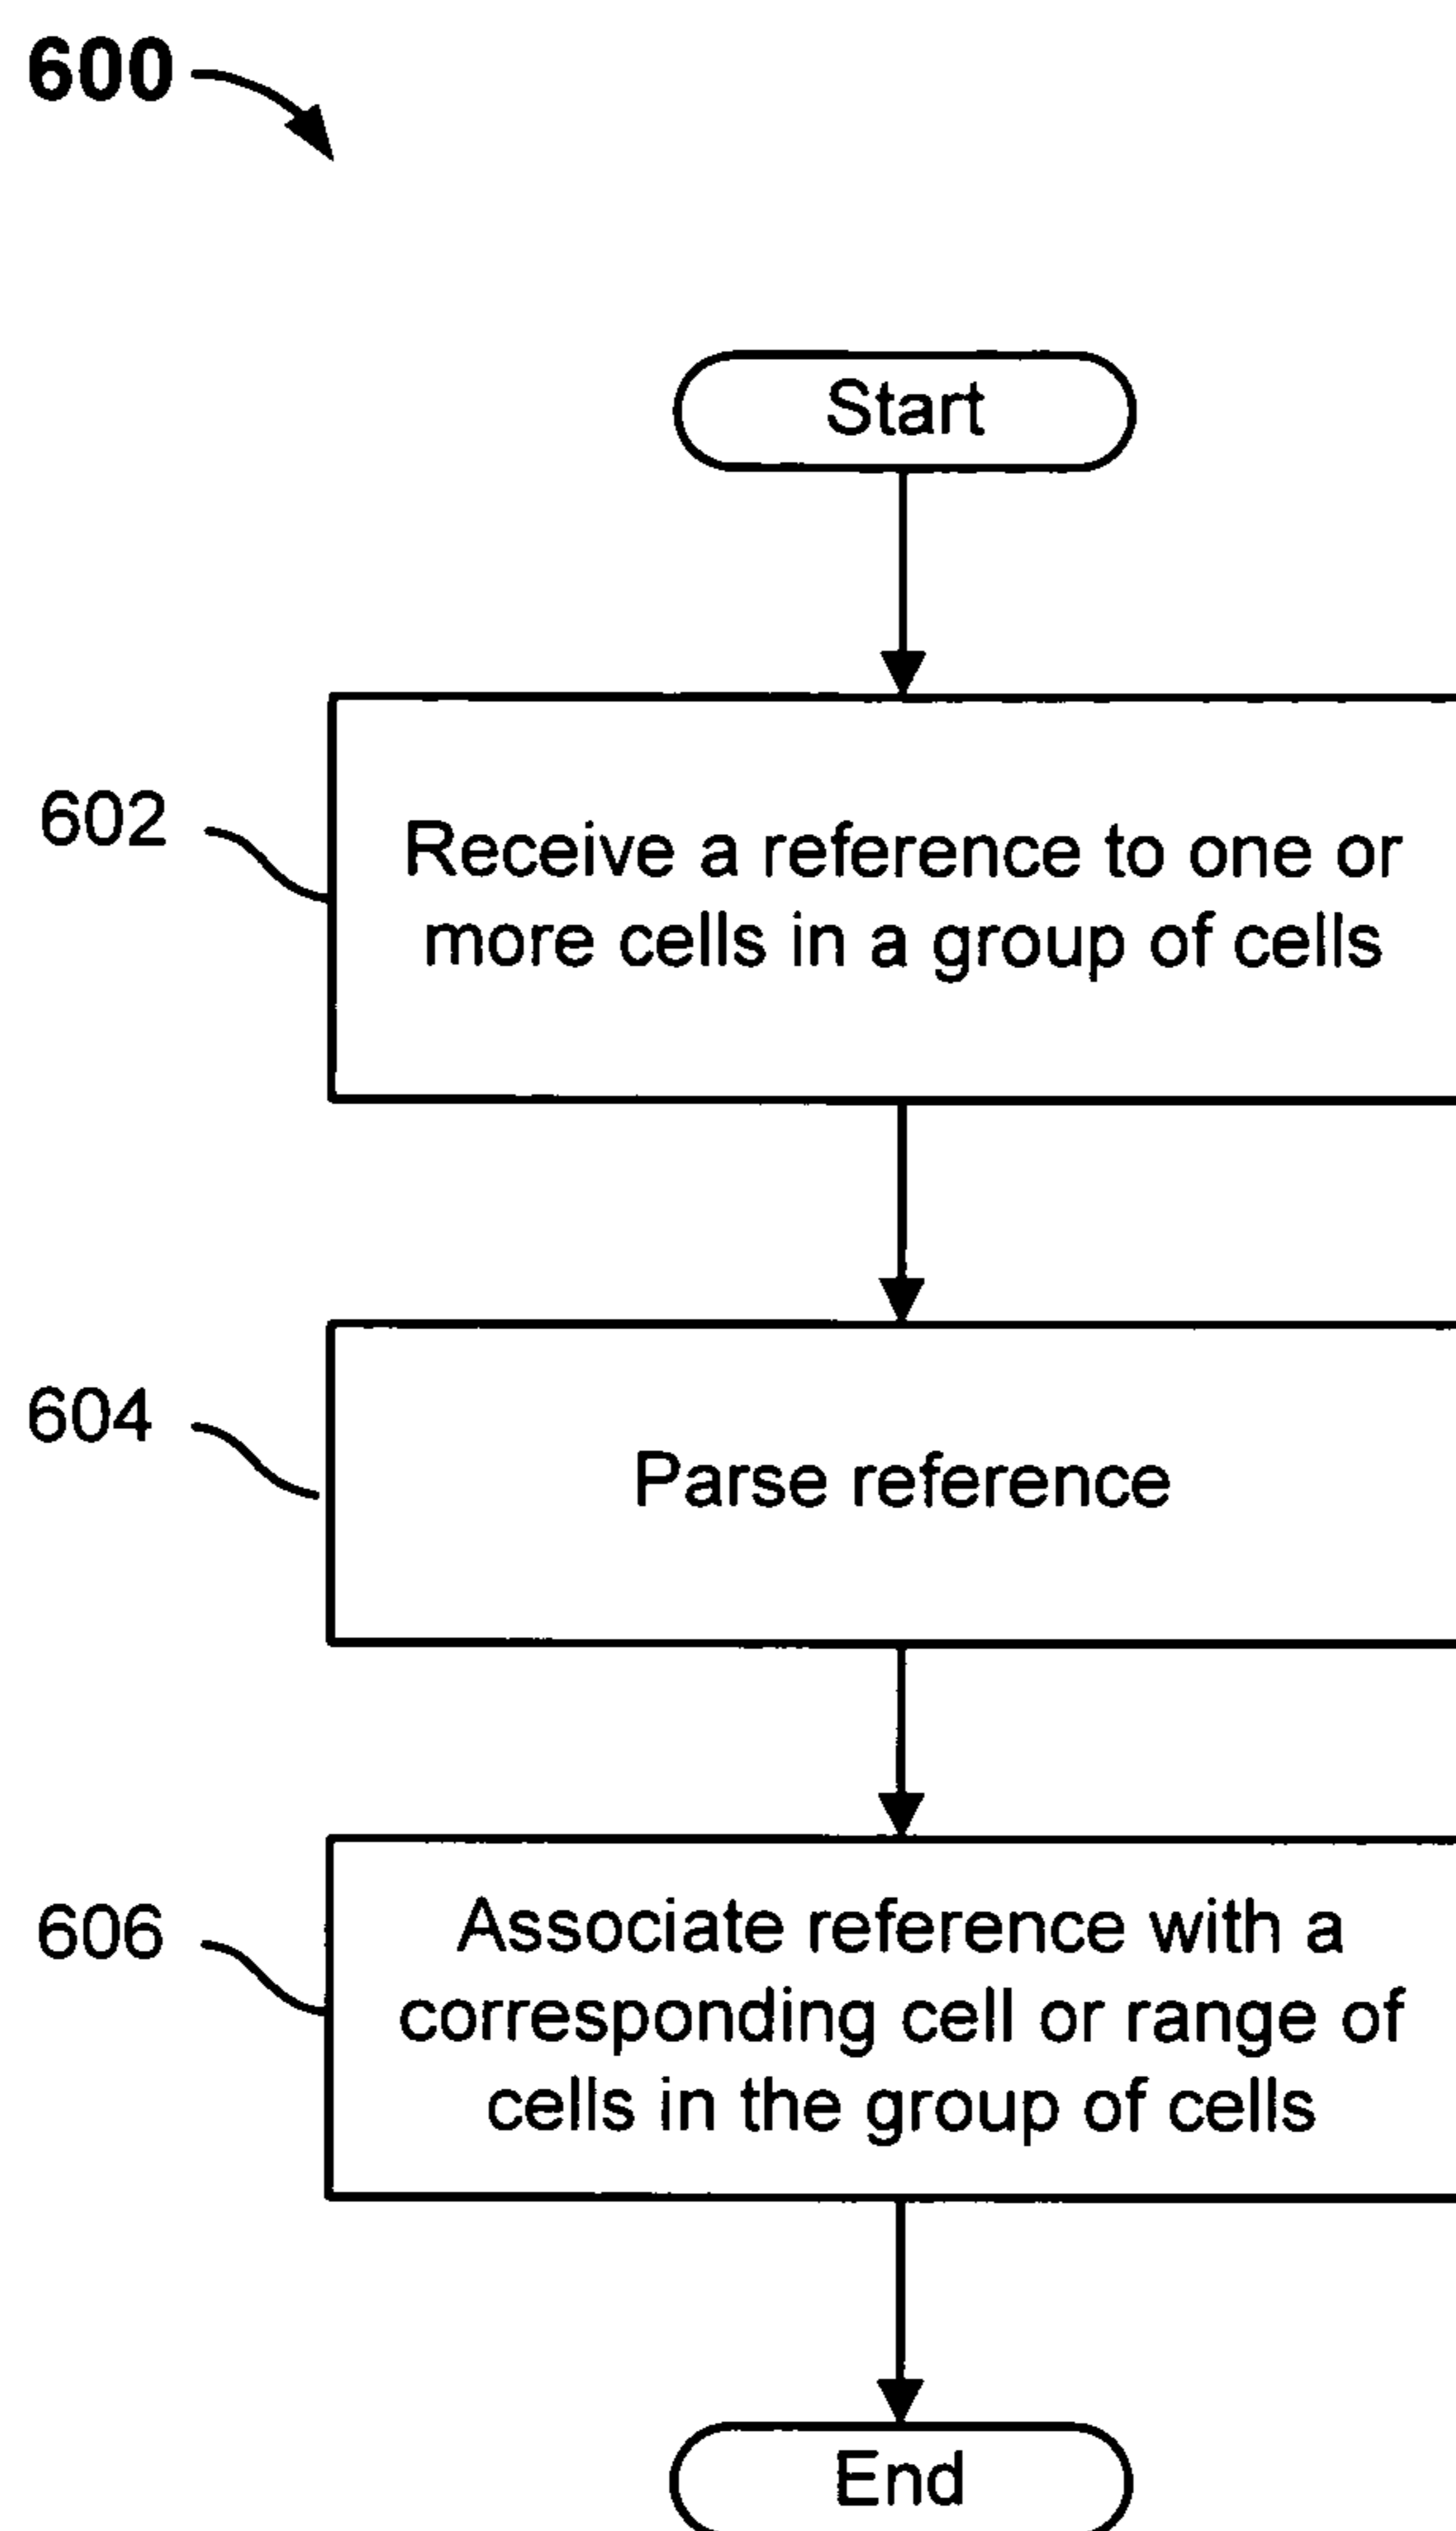 600
Start
602
Receive a reference to one or
more cells in a group of cells
604
Parse reference
606
Associate reference with a
corresponding cell or range of
cells in the group of cells
End